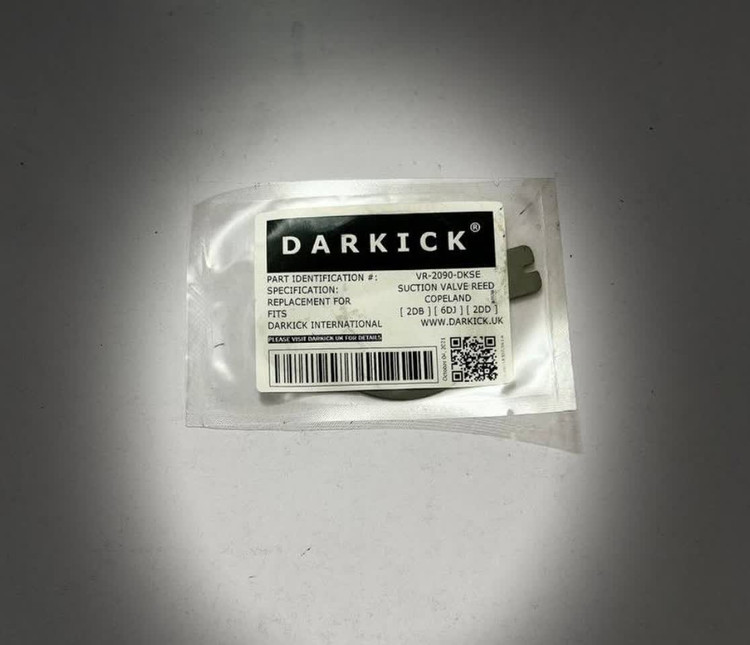 DARKICK®
PART IDENTIFICATION #: VR-2090-DKSE
SPECIFICATION: SUCTION VALVE REED
REPLACEMENT FOR COPELAND
FITS [ 2DB ] [ 6DJ ] [ 2DD ]
DARKICK INTERNATIONAL WWW.DARKICK.UK
PLEASE VISIT DARKICK UK FOR DETAILS